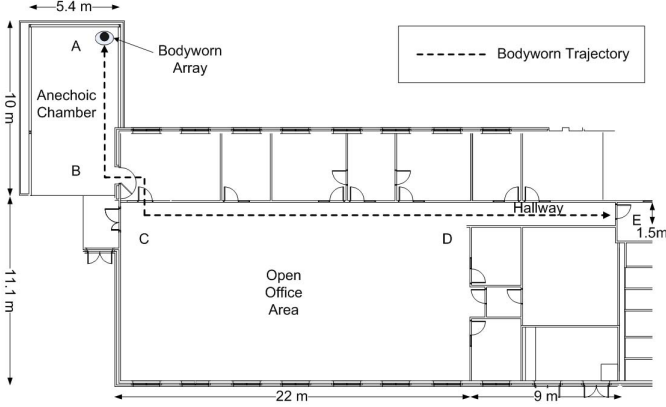 5.4 m
A
Bodyworn
Array
Bodyworn Trajectory
10 m
Anechoic
Chamber
B
Hallway
E
1.5m
C
D
11.1 m
Open
Office
Area
22 m
9 m